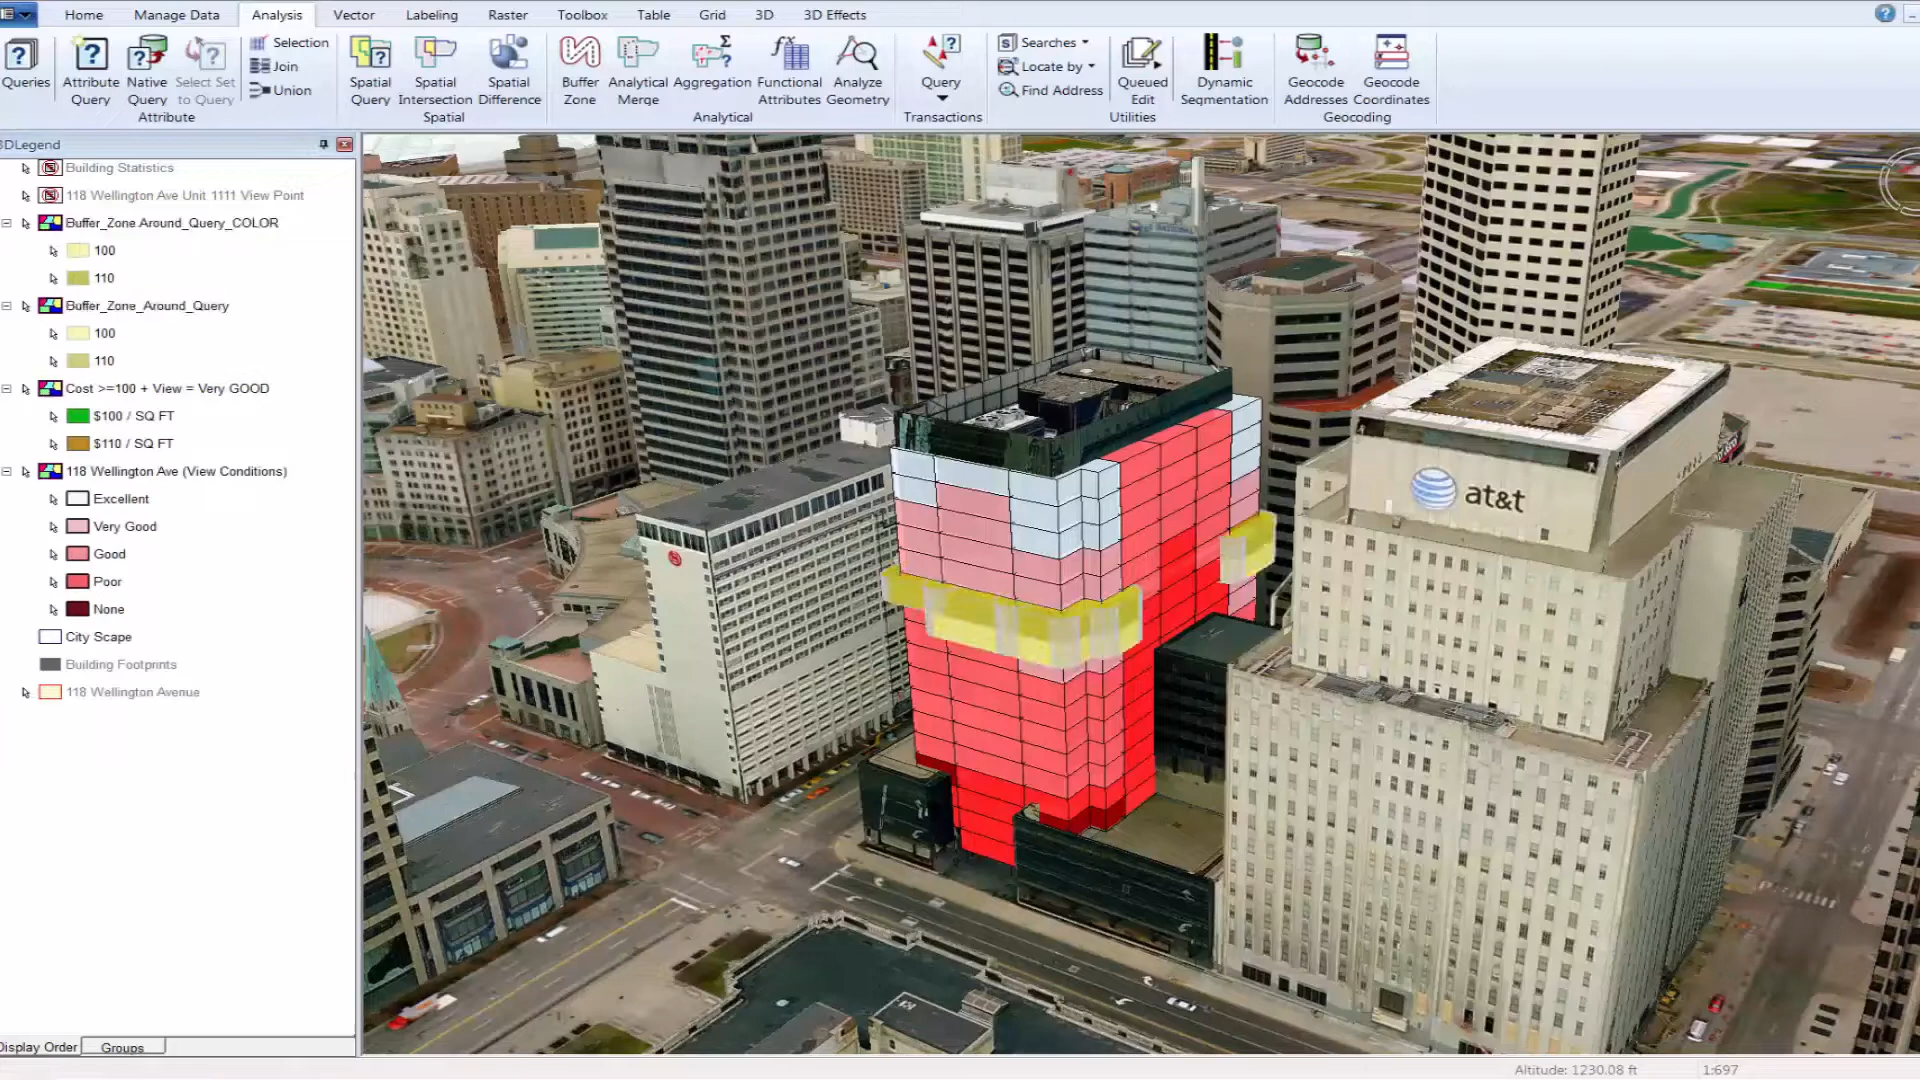 Home Manage Data Analysis Vector Labeling Raster Toolbox Table Grid 3D 3D Effects
Queries
Attribute Query
Native Query
Select Set to Query
Selection
Join
Union
Attribute
Spatial Query
Spatial Intersection
Spatial Difference
Spatial
Buffer Zone
Analytical Merge
Aggregation
Functional Attributes
Analyze Geometry
Analytical
Query
Transactions
Searches
Locate by
Find Address
Queued Edit
Dynamic Segmentation
Utilities
Geocode Addresses
Geocode Coordinates
Geocoding
3DLegend
Building Statistics
118 Wellington Ave Unit 1111 View Point
Buffer_Zone Around_Query_COLOR
100
110
Buffer_Zone_Around_Query
100
110
Cost >=100 + View = Very GOOD
$100 / SQ FT
$110 / SQ FT
118 Wellington Ave (View Conditions)
Excellent
Very Good
Good
Poor
None
City Scape
Building Footprints
118 Wellington Avenue
Display Order Groups
at&t
Altitude: 1230.08 ft 1:697